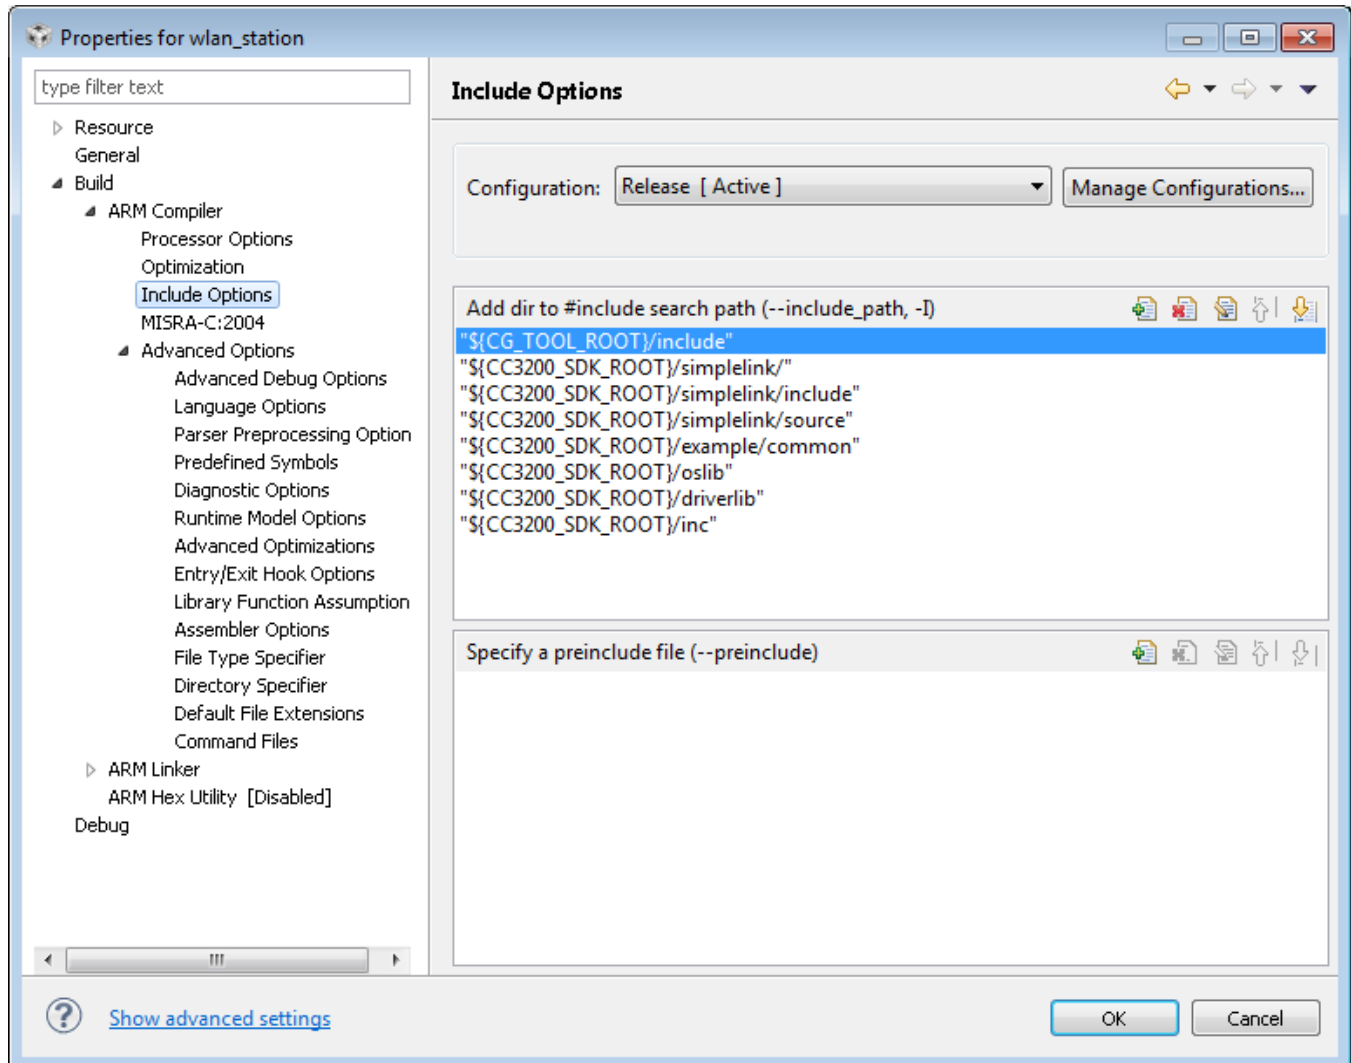 Properties for wlan_station
type filter text
Resource
General
Build
ARM Compiler
Processor Options
Optimization
Include Options
MISRA-C:2004
Advanced Options
Advanced Debug Options
Language Options
Parser Preprocessing Option
Predefined Symbols
Diagnostic Options
Runtime Model Options
Advanced Optimizations
Entry/Exit Hook Options
Library Function Assumption
Assembler Options
File Type Specifier
Directory Specifier
Default File Extensions
Command Files
ARM Linker
ARM Hex Utility [Disabled]
Debug
Include Options
Configuration: Release [ Active ] Manage Configurations...
Add dir to #include search path (--include_path, -I)
"${CG_TOOL_ROOT}/include"
"${CC3200_SDK_ROOT}/simplelink/"
"${CC3200_SDK_ROOT}/simplelink/include"
"${CC3200_SDK_ROOT}/simplelink/source"
"${CC3200_SDK_ROOT}/example/common"
"${CC3200_SDK_ROOT}/oslib"
"${CC3200_SDK_ROOT}/driverlib"
"${CC3200_SDK_ROOT}/inc"
Specify a preinclude file (--preinclude)
Show advanced settings
OK Cancel